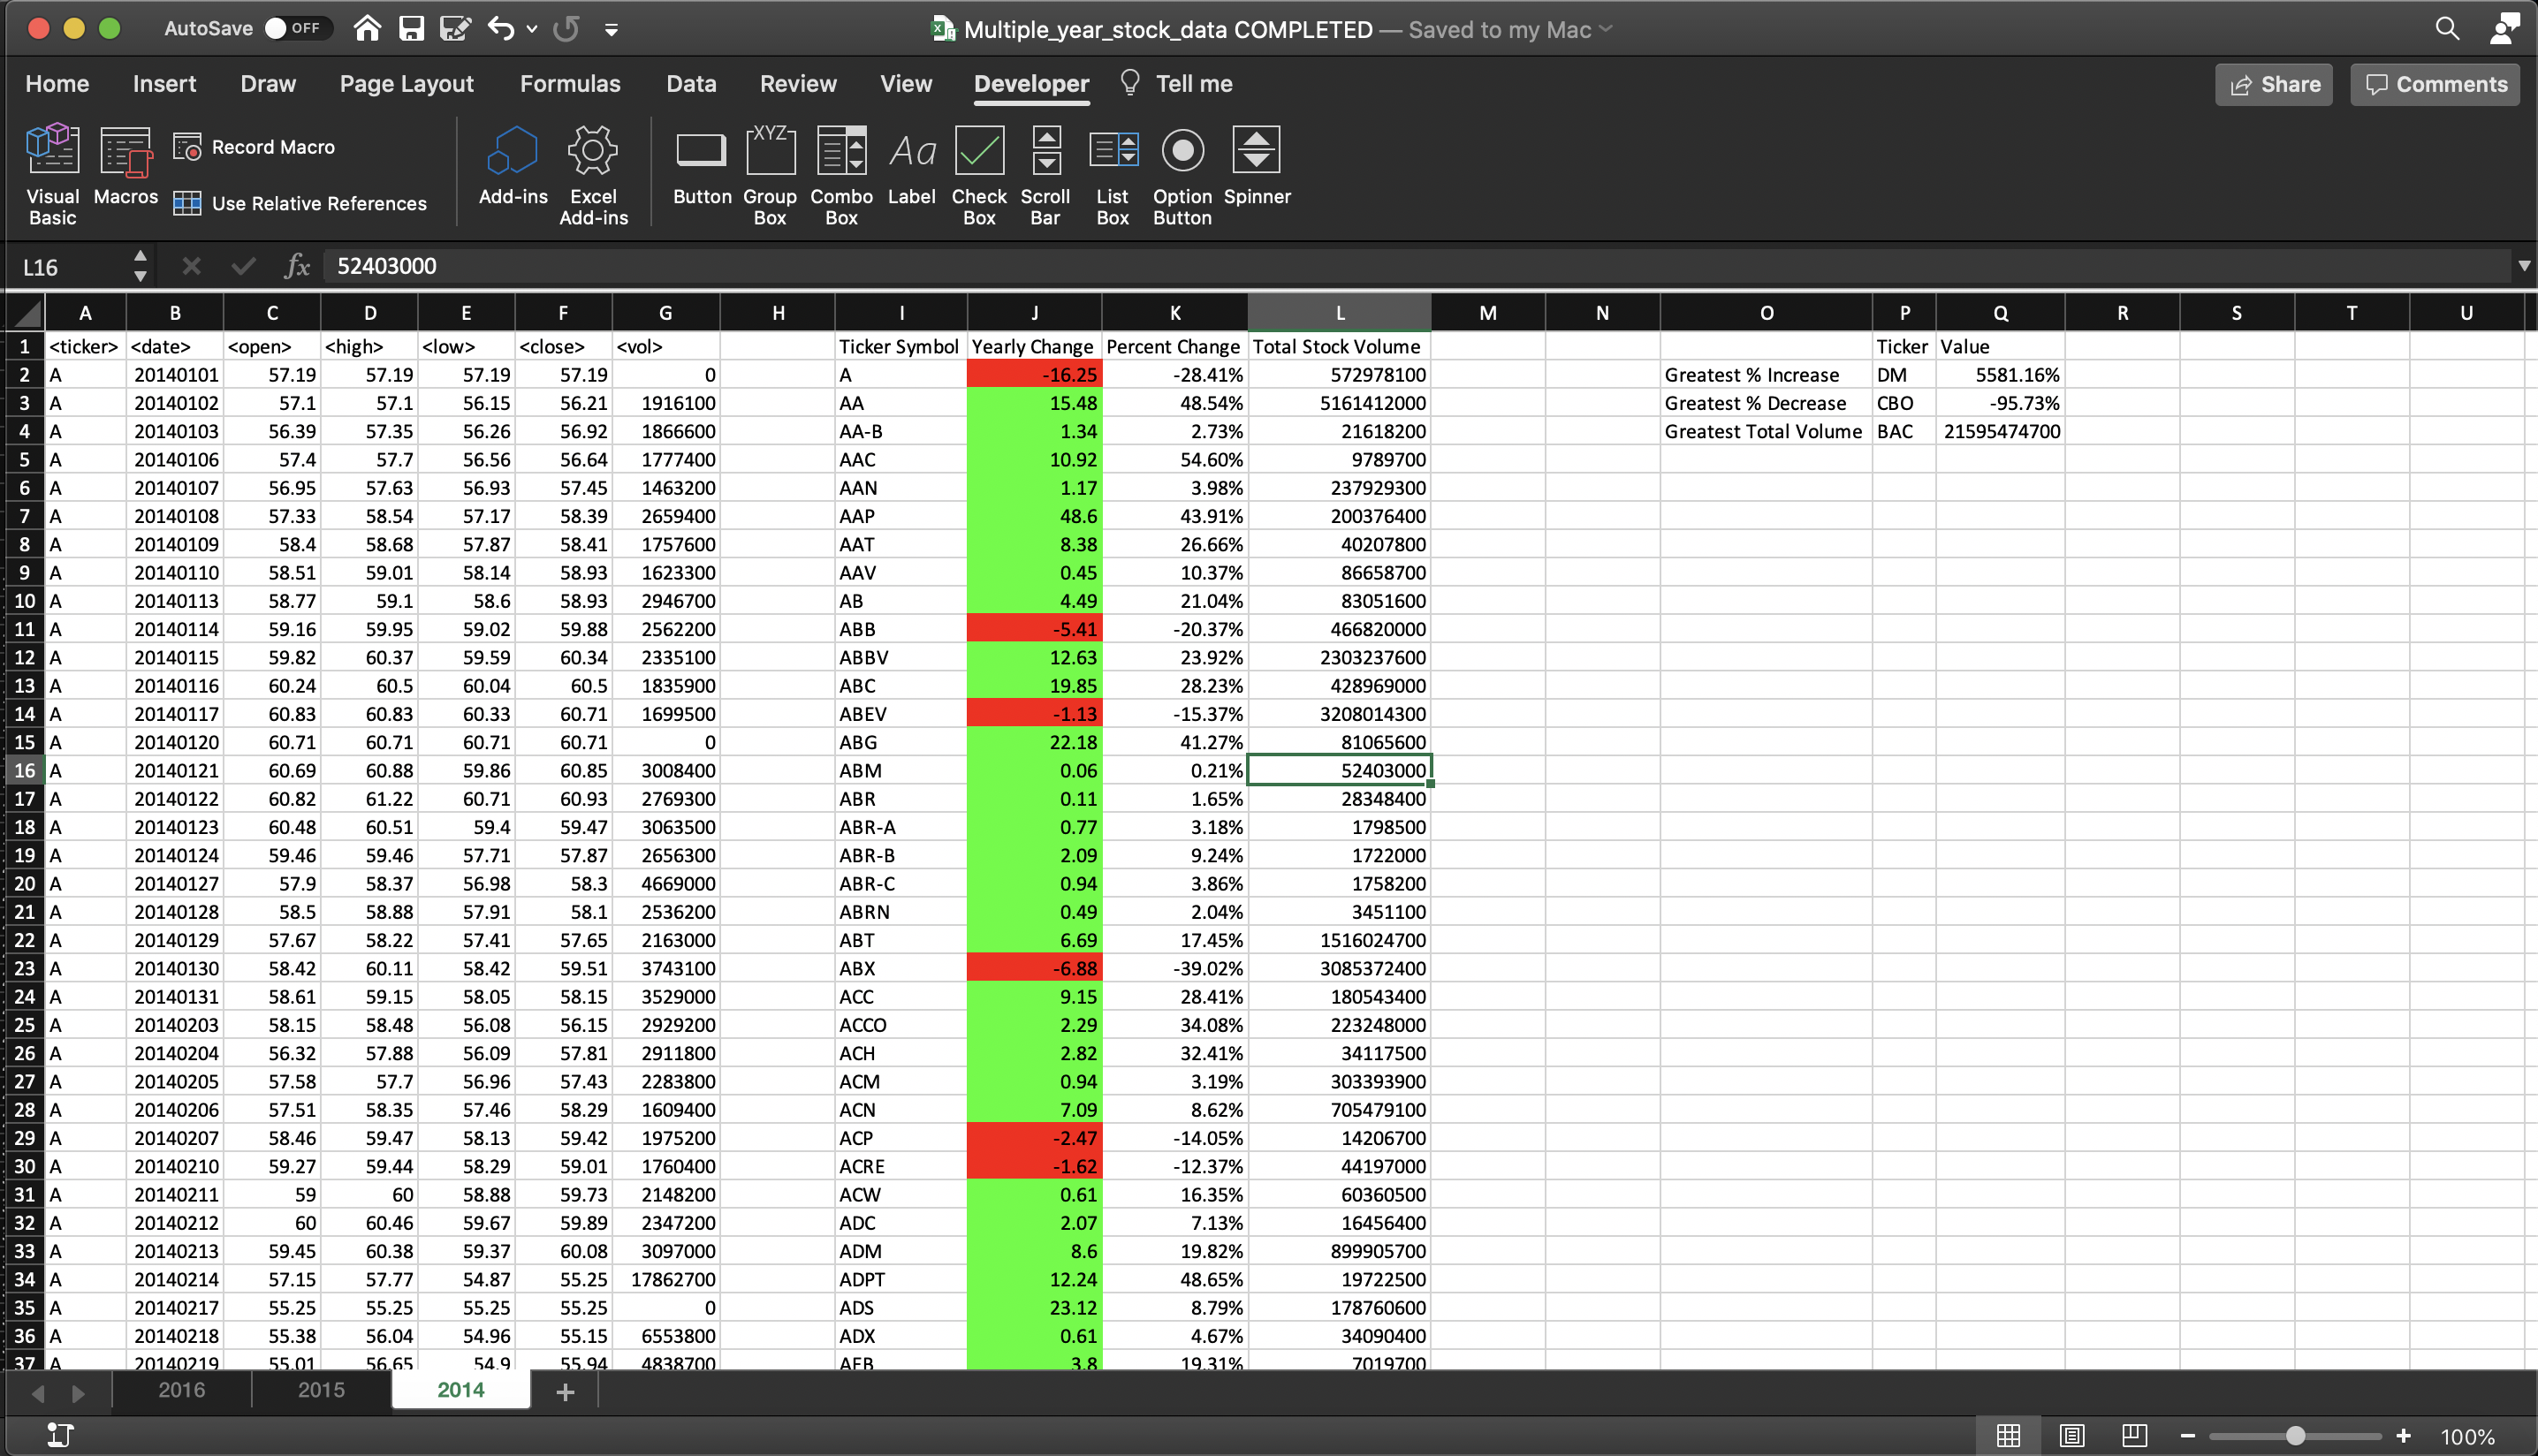 AutoSave OFF Multiple_year_stock_data COMPLETED — Saved to my Mac
Home Insert Draw Page Layout Formulas Data Review View Developer Tell me Share Comments
Visual Basic Macros Record Macro Use Relative References Add-ins Excel Add-ins Button XYZ Group Box Combo Box Aa Label Check Box Scroll Bar List Box Option Button Spinner
L16 fx 52403000
A B C D E F G H I J K L M N O P Q R S T U
1 <ticker> <date> <open> <high> <low> <close> <vol> Ticker Symbol Yearly Change Percent Change Total Stock Volume Ticker Value
2 A 20140101 57.19 57.19 57.19 57.19 0 A -16.25 -28.41% 572978100 Greatest % Increase DM 5581.16%
3 A 20140102 57.1 57.1 56.15 56.21 1916100 AA 15.48 48.54% 5161412000 Greatest % Decrease CBO -95.73%
4 A 20140103 56.39 57.35 56.26 56.92 1866600 AA-B 1.34 2.73% 21618200 Greatest Total Volume BAC 21595474700
5 A 20140106 57.4 57.7 56.56 56.64 1777400 AAC 10.92 54.60% 9789700
6 A 20140107 56.95 57.63 56.93 57.45 1463200 AAN 1.17 3.98% 237929300
7 A 20140108 57.33 58.54 57.17 58.39 2659400 AAP 48.6 43.91% 200376400
8 A 20140109 58.4 58.68 57.87 58.41 1757600 AAT 8.38 26.66% 40207800
9 A 20140110 58.51 59.01 58.14 58.93 1623300 AAV 0.45 10.37% 86658700
10 A 20140113 58.77 59.1 58.6 58.93 2946700 AB 4.49 21.04% 83051600
11 A 20140114 59.16 59.95 59.02 59.88 2562200 ABB -5.41 -20.37% 466820000
12 A 20140115 59.82 60.37 59.59 60.34 2335100 ABBV 12.63 23.92% 2303237600
13 A 20140116 60.24 60.5 60.04 60.5 1835900 ABC 19.85 28.23% 428969000
14 A 20140117 60.83 60.83 60.33 60.71 1699500 ABEV -1.13 -15.37% 3208014300
15 A 20140120 60.71 60.71 60.71 60.71 0 ABG 22.18 41.27% 81065600
16 A 20140121 60.69 60.88 59.86 60.85 3008400 ABM 0.06 0.21% 52403000
17 A 20140122 60.82 61.22 60.71 60.93 2769300 ABR 0.11 1.65% 28348400
18 A 20140123 60.48 60.51 59.4 59.47 3063500 ABR-A 0.77 3.18% 1798500
19 A 20140124 59.46 59.46 57.71 57.87 2656300 ABR-B 2.09 9.24% 1722000
20 A 20140127 57.9 58.37 56.98 58.3 4669000 ABR-C 0.94 3.86% 1758200
21 A 20140128 58.5 58.88 57.91 58.1 2536200 ABRN 0.49 2.04% 3451100
22 A 20140129 57.67 58.22 57.41 57.65 2163000 ABT 6.69 17.45% 1516024700
23 A 20140130 58.42 60.11 58.42 59.51 3743100 ABX -6.88 -39.02% 3085372400
24 A 20140131 58.61 59.15 58.05 58.15 3529000 ACC 9.15 28.41% 180543400
25 A 20140203 58.15 58.48 56.08 56.15 2929200 ACCO 2.29 34.08% 223248000
26 A 20140204 56.32 57.88 56.09 57.81 2911800 ACH 2.82 32.41% 34117500
27 A 20140205 57.58 57.7 56.96 57.43 2283800 ACM 0.94 3.19% 303393900
28 A 20140206 57.51 58.35 57.46 58.29 1609400 ACN 7.09 8.62% 705479100
29 A 20140207 58.46 59.47 58.13 59.42 1975200 ACP -2.47 -14.05% 14206700
30 A 20140210 59.27 59.44 58.29 59.01 1760400 ACRE -1.62 -12.37% 44197000
31 A 20140211 59 60 58.88 59.73 2148200 ACW 0.61 16.35% 60360500
32 A 20140212 60 60.46 59.67 59.89 2347200 ADC 2.07 7.13% 16456400
33 A 20140213 59.45 60.38 59.37 60.08 3097000 ADM 8.6 19.82% 899905700
34 A 20140214 57.15 57.77 54.87 55.25 17862700 ADPT 12.24 48.65% 19722500
35 A 20140217 55.25 55.25 55.25 55.25 0 ADS 23.12 8.79% 178760600
36 A 20140218 55.38 56.04 54.96 55.15 6553800 ADX 0.61 4.67% 34090400
37 A 20140219 55.01 56.65 54.9 55.94 4838700 AEB 3.8 19.31% 7019700
2016 2015 2014 +
100%